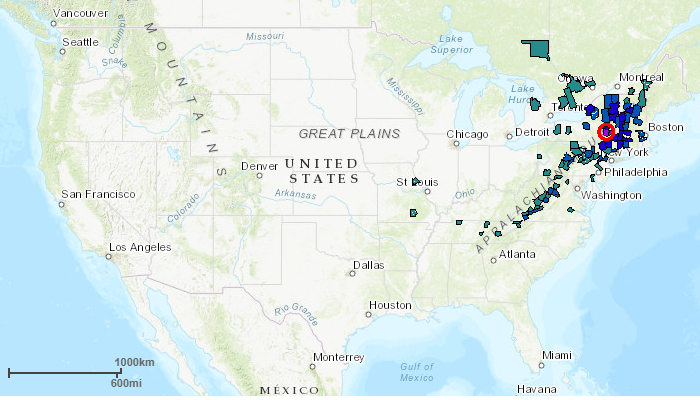 Vancouver
Seattle
Columbia
Snake
MOUNTAINS
Missouri
Lake
Superior
Ottawa
Montreal
Lake
Huron
Toronto
Mississippi
GREAT PLAINS
Chicago
Detroit
Boston
New York
UNITED
STATES
Denver
St Louis
Ohio
Philadelphia
Washington
San Francisco
Colorado
Arkansas
APPALACHIAN
Los Angeles
Atlanta
Dallas
Rio Grande
Houston
1000km
600mi
Monterrey
Gulf of
Mexico
Miami
MÉXICO
Havana